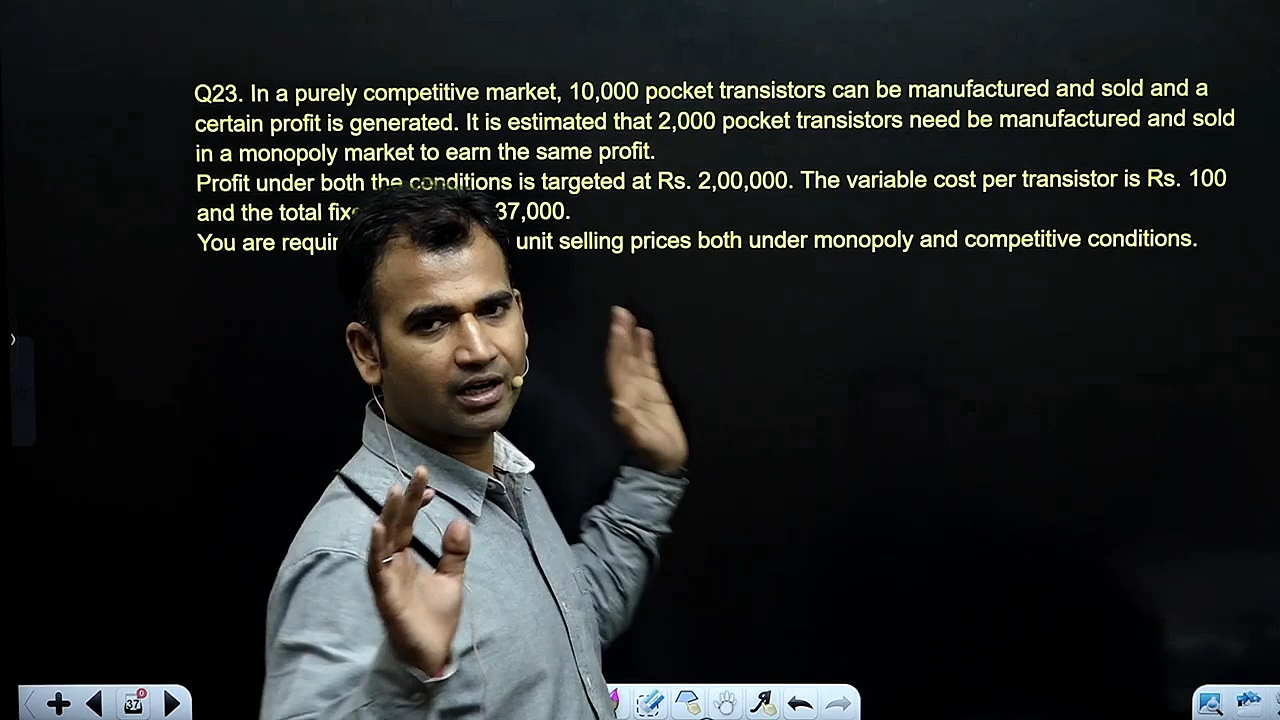 Q23. In a purely competitive market, 10,000 pocket transistors can be manufactured and sold and a
certain profit is generated. It is estimated that 2,000 pocket transistors need be manufactured and sold
in a monopoly market to earn the same profit.
Profit under both the conditions is targeted at Rs. 2,00,000. The variable cost per transistor is Rs. 100
and the total 37,000.
You are unit selling prices both under monopoly and competitive conditions.
37
0